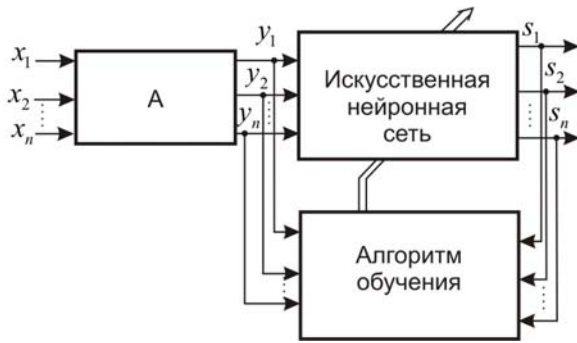 x₁
x₂
xₙ
А
y₁
y₂
yₙ
Искусственная
нейронная
сеть
s₁
s₂
sₙ
Алгоритм
обучения